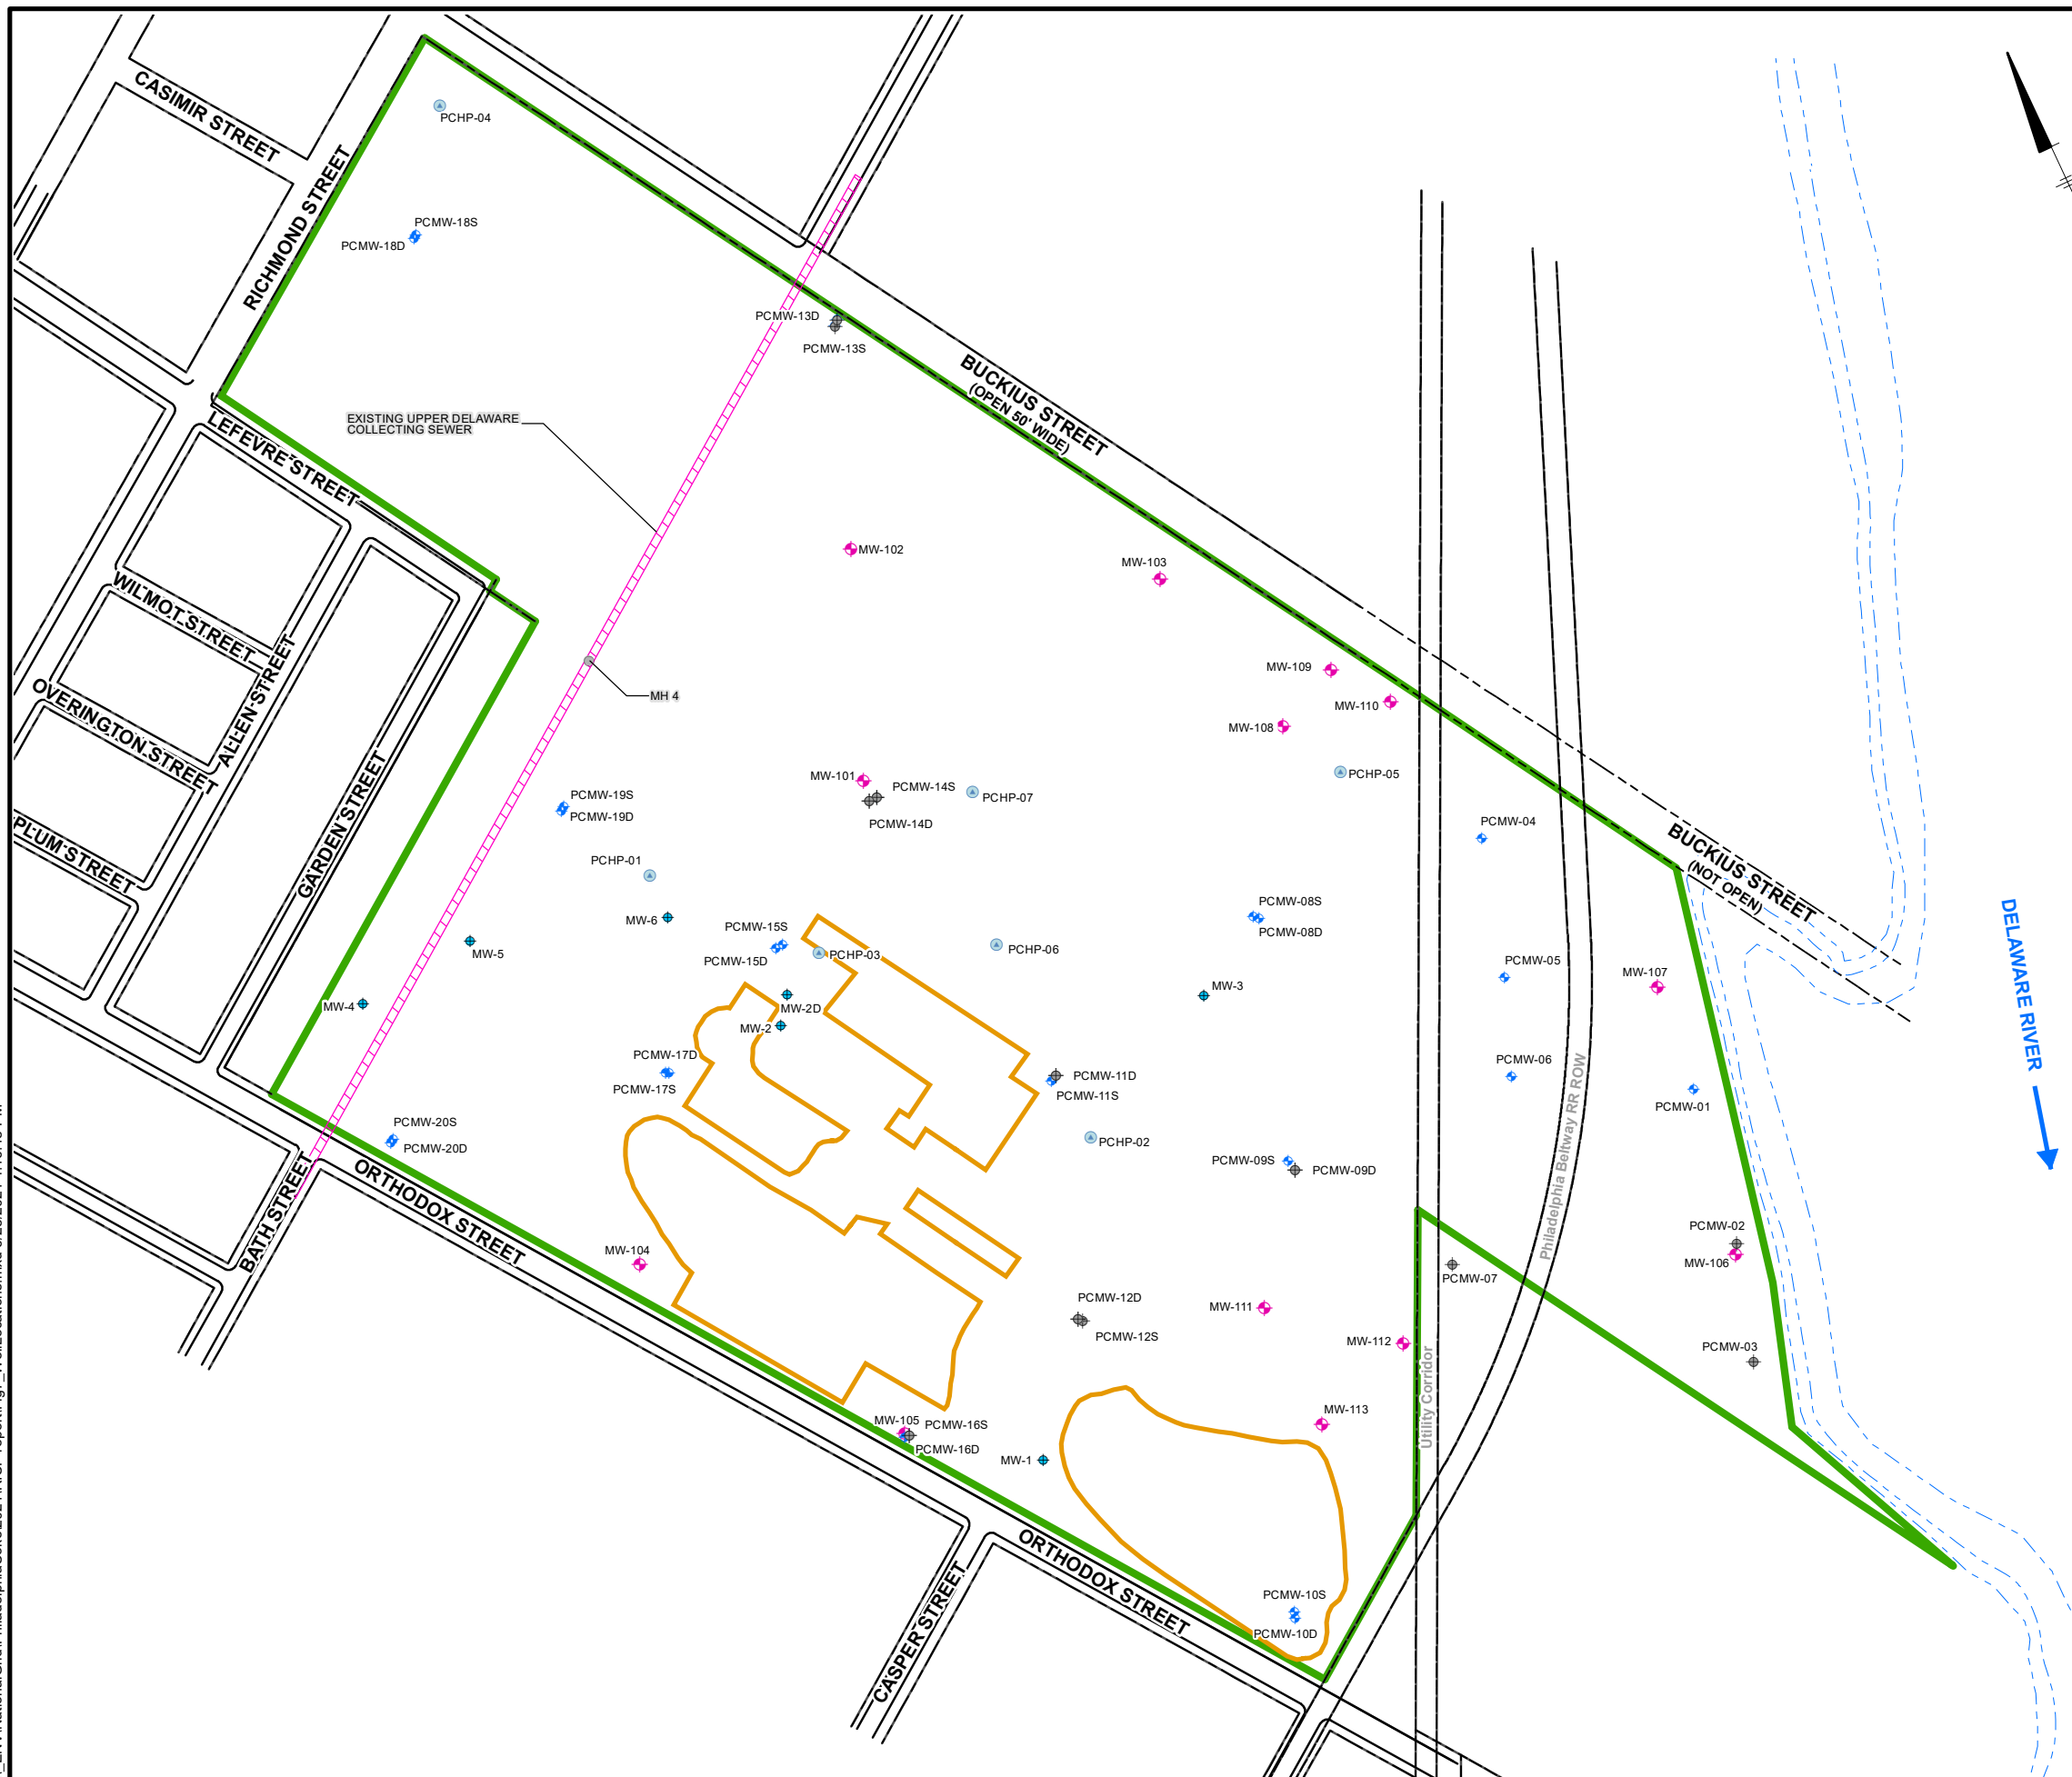 CASIMIR STREET
PCHP-04
RICHMOND STREET
PCMW-18S
PCMW-18D
PCMW-13D
PCMW-13S
BUCKIUS STREET
(OPEN 50' WIDE)
EXISTING UPPER DELAWARE
COLLECTING SEWER
LEFEVRE STREET
MW-102
MW-103
WILMOT STREET
MW-109
MH 4
MW-110
OVERINGTON STREET
ALLEN STREET
MW-108
MW-101
PCHP-05
PCMW-14S
PCHP-07
PCMW-19S
PCMW-19D
PCMW-14D
PCMW-04
GARDEN STREET
PLUM STREET
BUCKIUS STREET
(NOT OPEN)
PCHP-01
PCMW-08S
MW-6
PCMW-15S
PCMW-08D
PCHP-06
MW-5
PCHP-03
PCMW-15D
PCMW-05
MW-107
DELAWARE RIVER
MW-3
MW-4
MW-2D
MW-2
PCMW-17D
PCMW-06
PCMW-11D
PCMW-17S
PCMW-11S
PCMW-01
PCMW-20S
PCHP-02
PCMW-20D
PCMW-09S
PCMW-09D
Philadelphia Beltway RR ROW
BATH STREET
ORTHODOX STREET
PCMW-02
MW-104
MW-106
PCMW-07
PCMW-12D
MW-111
PCMW-12S
MW-112
PCMW-03
Utility Corridor
MW-113
MW-105
PCMW-16S
PCMW-16D
MW-1
ORTHODOX STREET
CASPER STREET
PCMW-10S
PCMW-10D